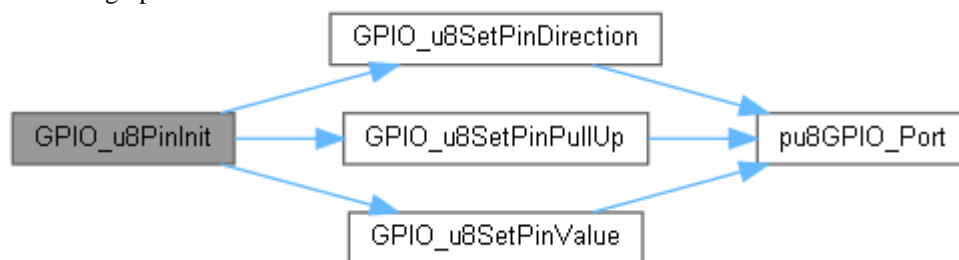 GPIO_u8SetPinDirection
GPIO_u8PinInit
GPIO_u8SetPinPullUp
pu8GPIO_Port
GPIO_u8SetPinValue